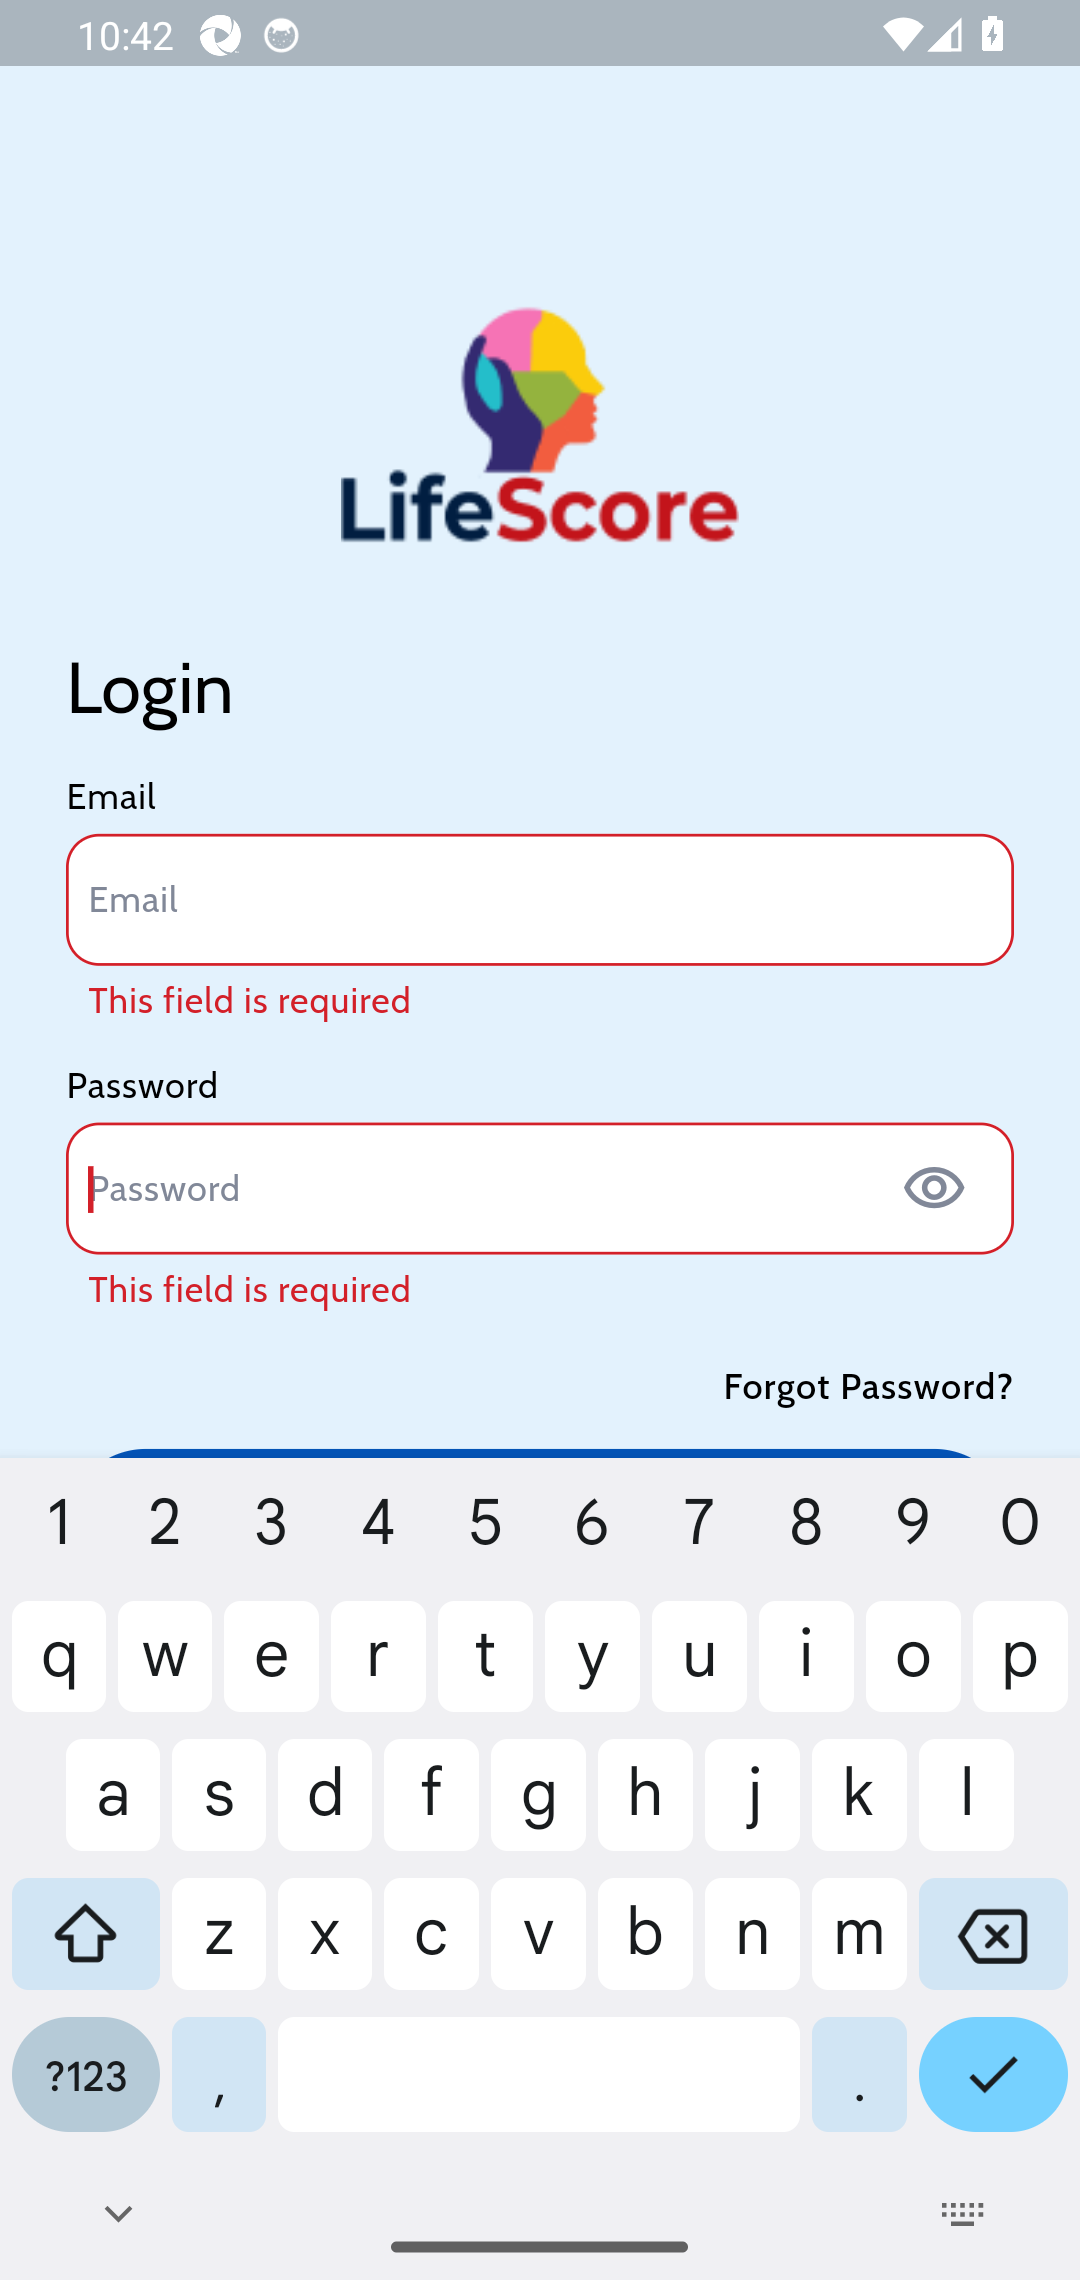 10:42
LifeScore
Login
Email
Email
This field is required
Password
Password
This field is required
Forgot Password?
1 2 3 4 5 6 7 8 9 0
q w e r t y u i o p
a s d f g h j k l
z x c v b n m
?123 , .